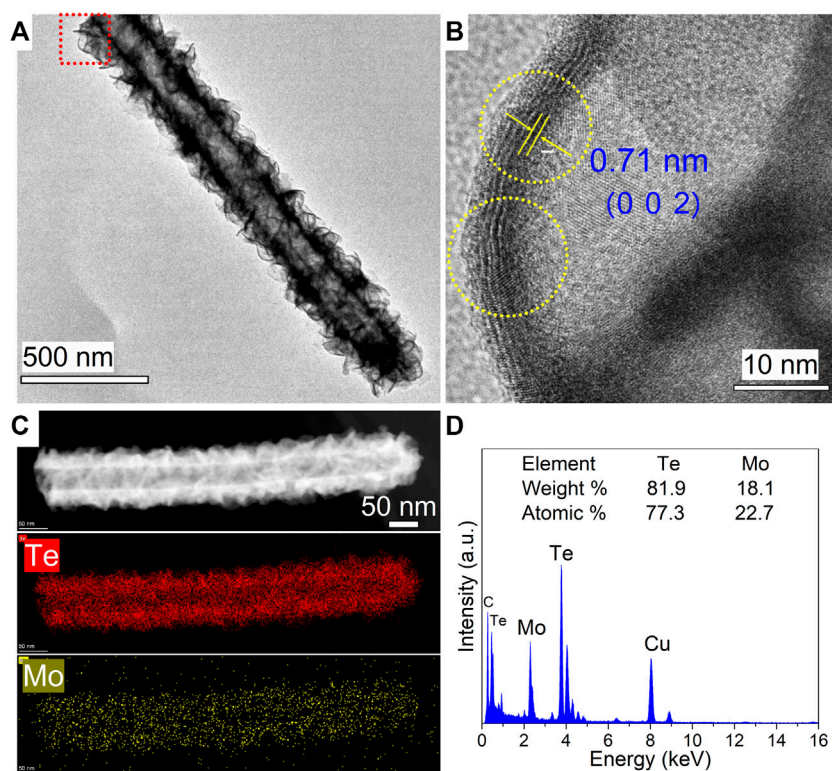 A
500 nm
B
0.71 nm
(0 0 2)
10 nm
C
50 nm
50 nm
Te
50 nm
Mo
50 nm
D
Element Te Mo
Weight % 81.9 18.1
Atomic % 77.3 22.7
Intensity (a.u.)
C
Te
Mo
Te
Cu
0 2 4 6 8 10 12 14 16
Energy (keV)